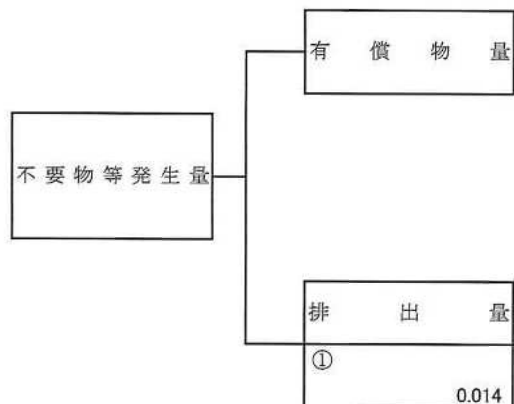 有償物量
不要物等発生量
排出量
①
0.014